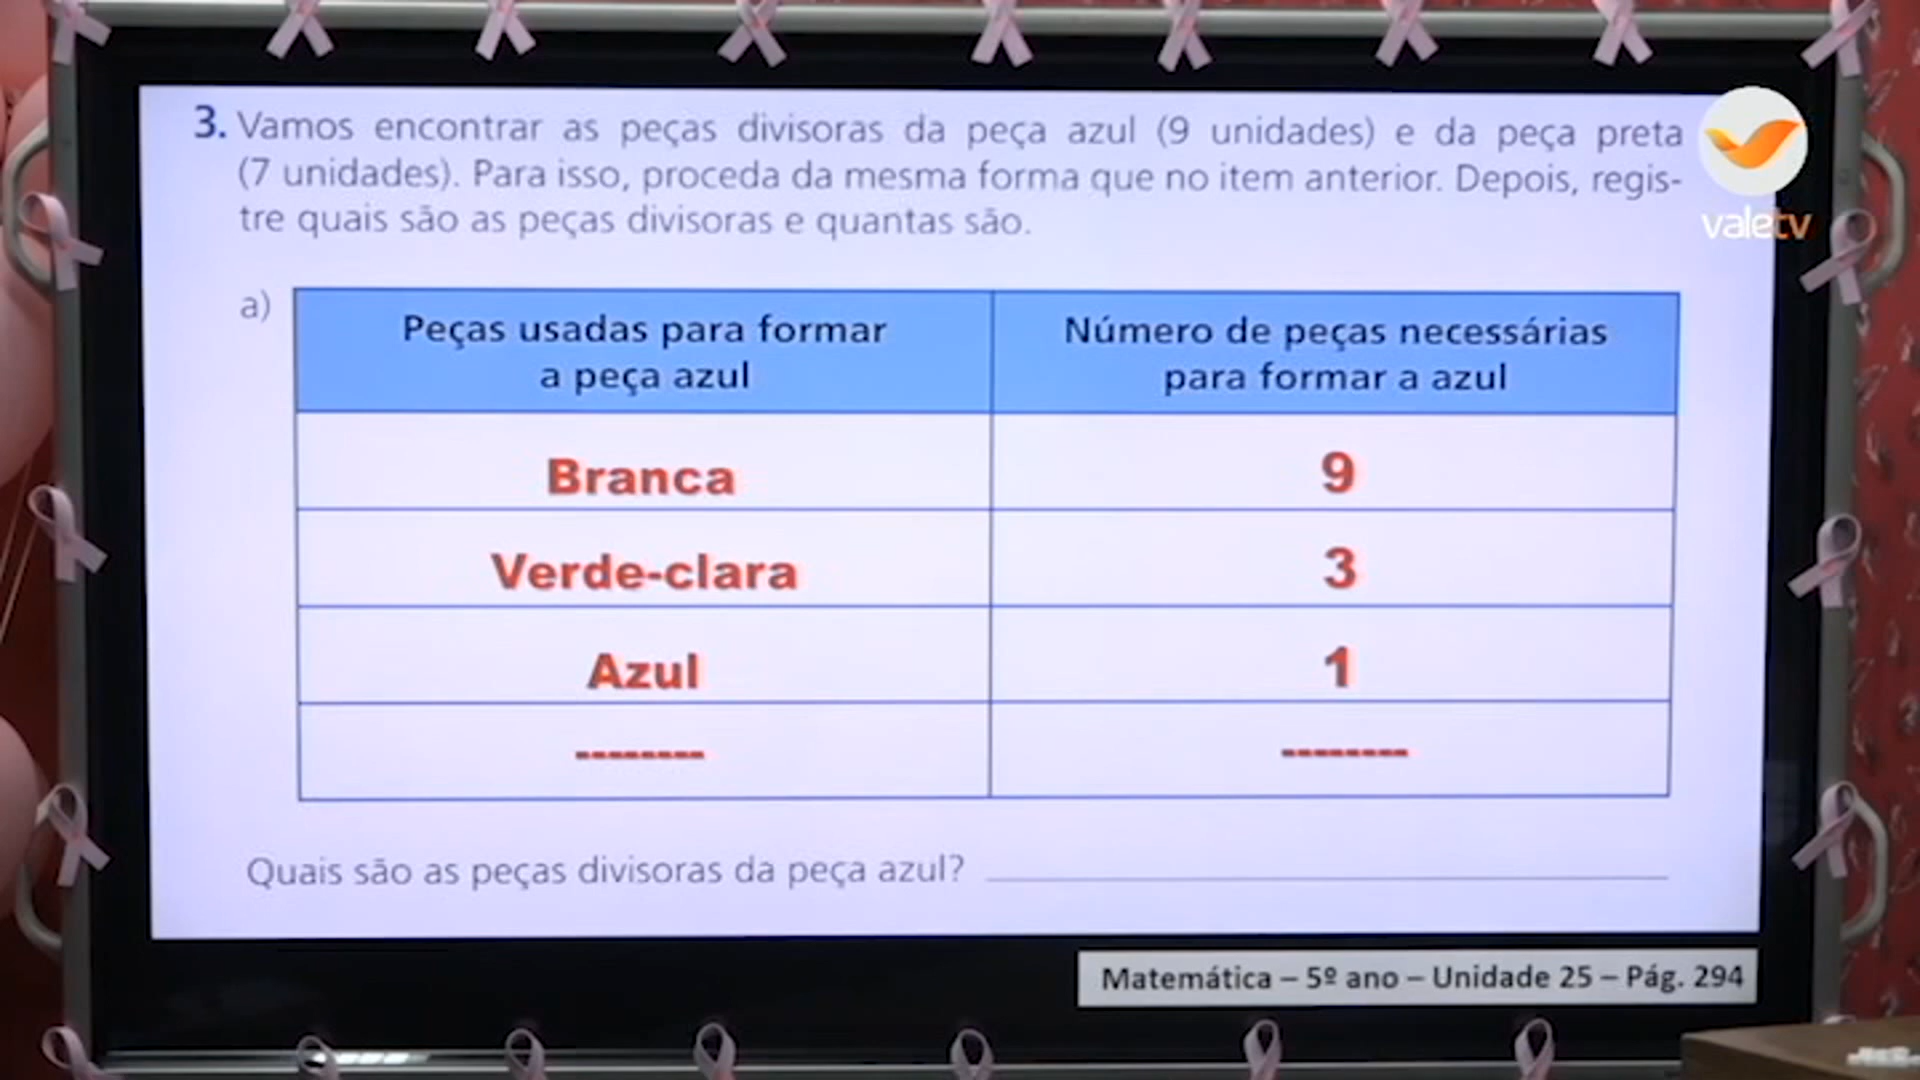 3. Vamos encontrar as peças divisoras da peça azul (9 unidades) e da peça preta
(7 unidades). Para isso, proceda da mesma forma que no item anterior. Depois, regis-
tre quais são as peças divisoras e quantas são.
valetv
a)
Peças usadas para formar
a peça azul
Número de peças necessárias
para formar a azul
Branca
9
Verde-clara
3
Azul
1
--------
--------
Quais são as peças divisoras da peça azul? ____________________
Matemática – 5º ano – Unidade 25 – Pág. 294